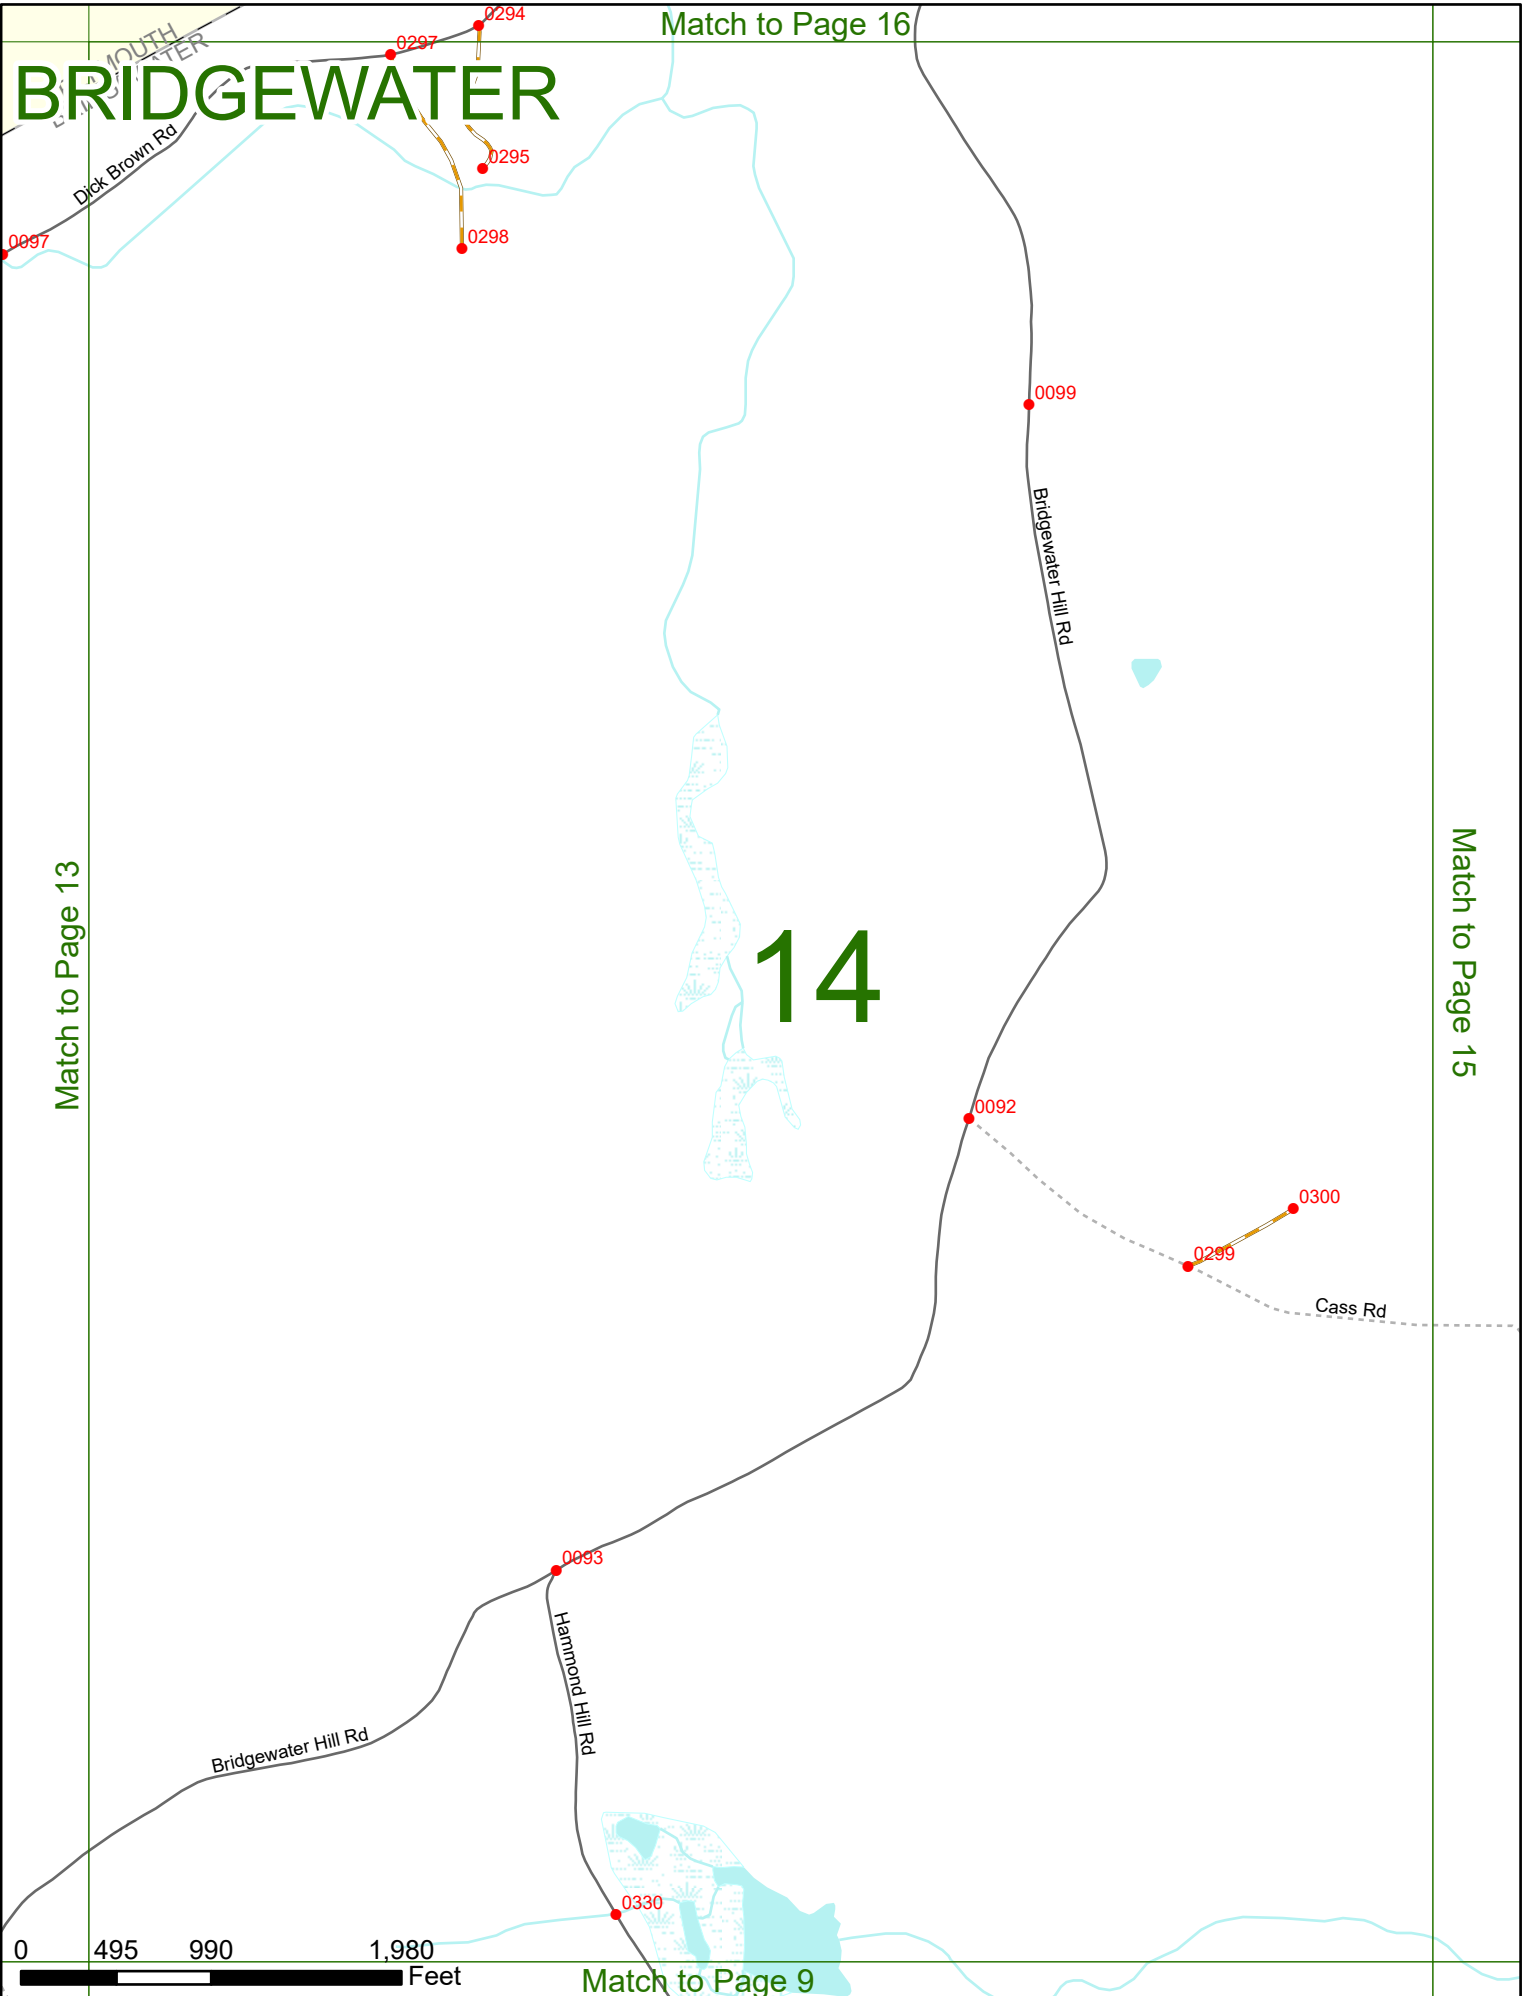 Match to Page 16
0294
0297
BRIDGEWATER
Dick Brown Rd
0295
0298
0097
0099
Bridgewater Hill Rd
Match to Page 13
14
Match to Page 15
0092
0300
0299
Cass Rd
0093
Hammond Hill Rd
Bridgewater Hill Rd
0330
0 495 990 1,980
Feet
Match to Page 9